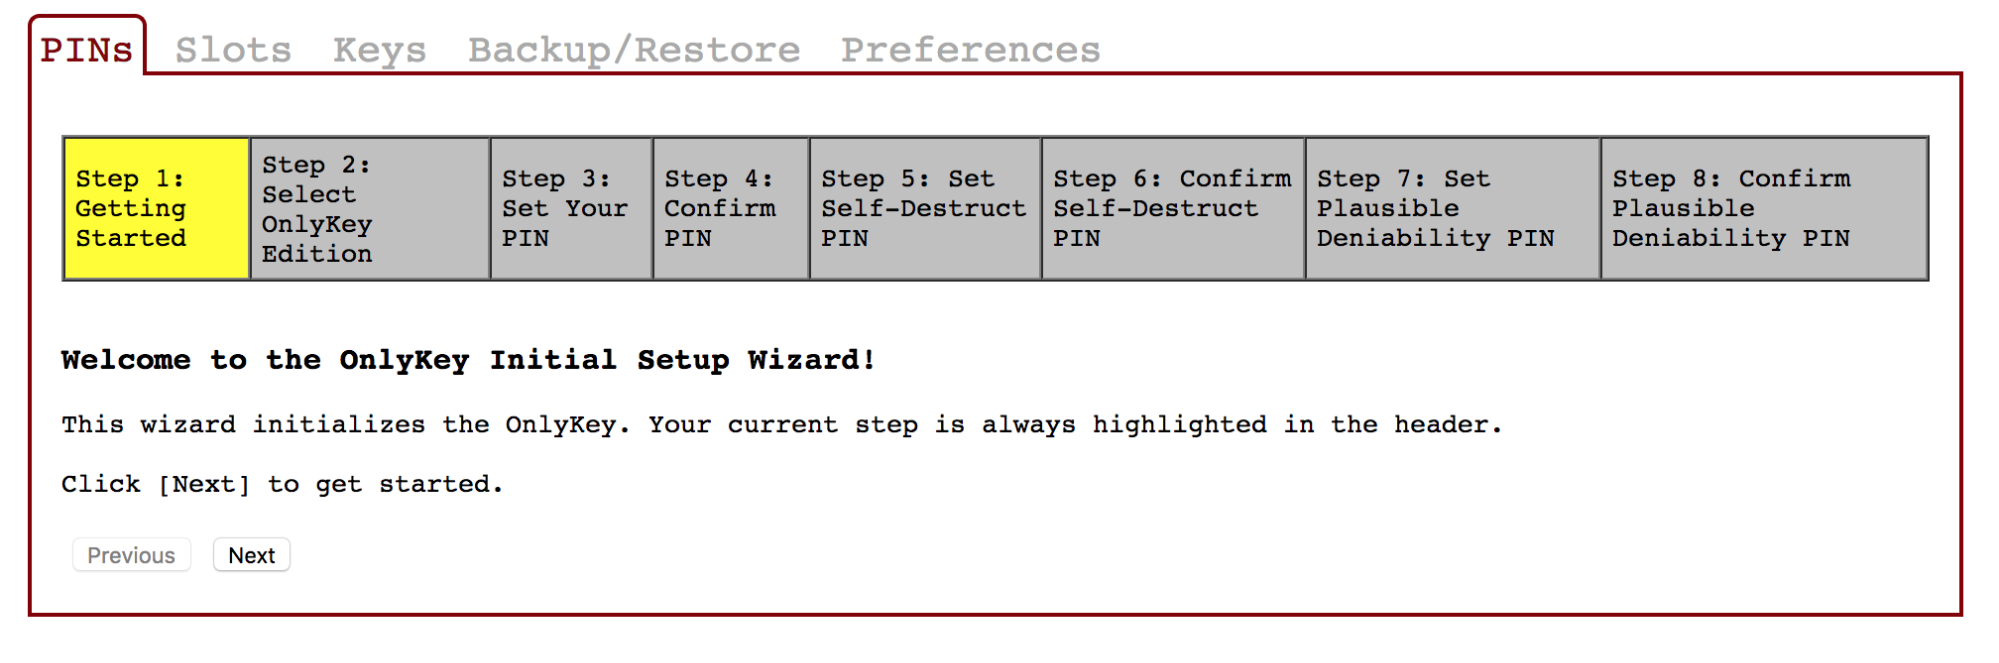 PINs Slots Keys Backup/Restore Preferences
Step 1:
Getting
Started
Step 2:
Select
OnlyKey
Edition
Step 3:
Set Your
PIN
Step 4:
Confirm
PIN
Step 5: Set
Self-Destruct
PIN
Step 6: Confirm
Self-Destruct
PIN
Step 7: Set
Plausible
Deniability PIN
Step 8: Confirm
Plausible
Deniability PIN
Welcome to the OnlyKey Initial Setup Wizard!
This wizard initializes the OnlyKey. Your current step is always highlighted in the header.
Click [Next] to get started.
Previous Next